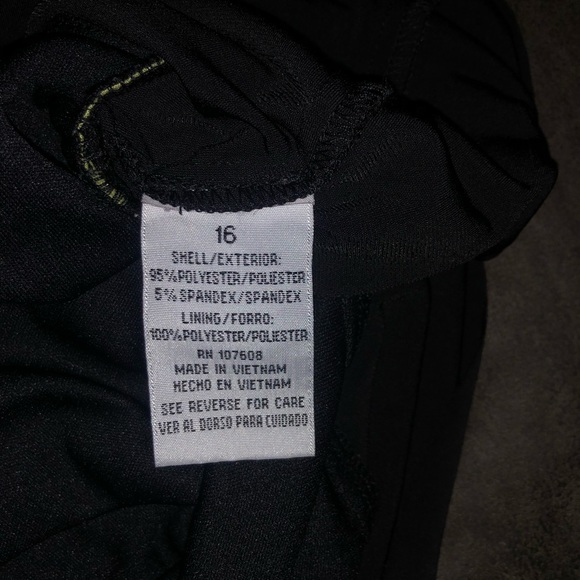 16
SHELL/EXTERIOR:
95%POLYESTER/POLIESTER
5%SPANDEX/SPANDEX
LINING/FORRO:
100%POLYESTER/POLIESTER
RN 107608
MADE IN VIETNAM
HECHO EN VIETNAM
SEE REVERSE FOR CARE
VER AL DORSO PARA CUIDADO